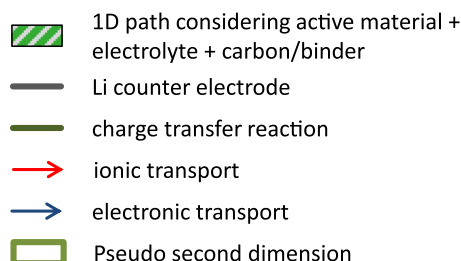 1D path considering active material +
electrolyte + carbon/binder
Li counter electrode
charge transfer reaction
ionic transport
electronic transport
Pseudo second dimension